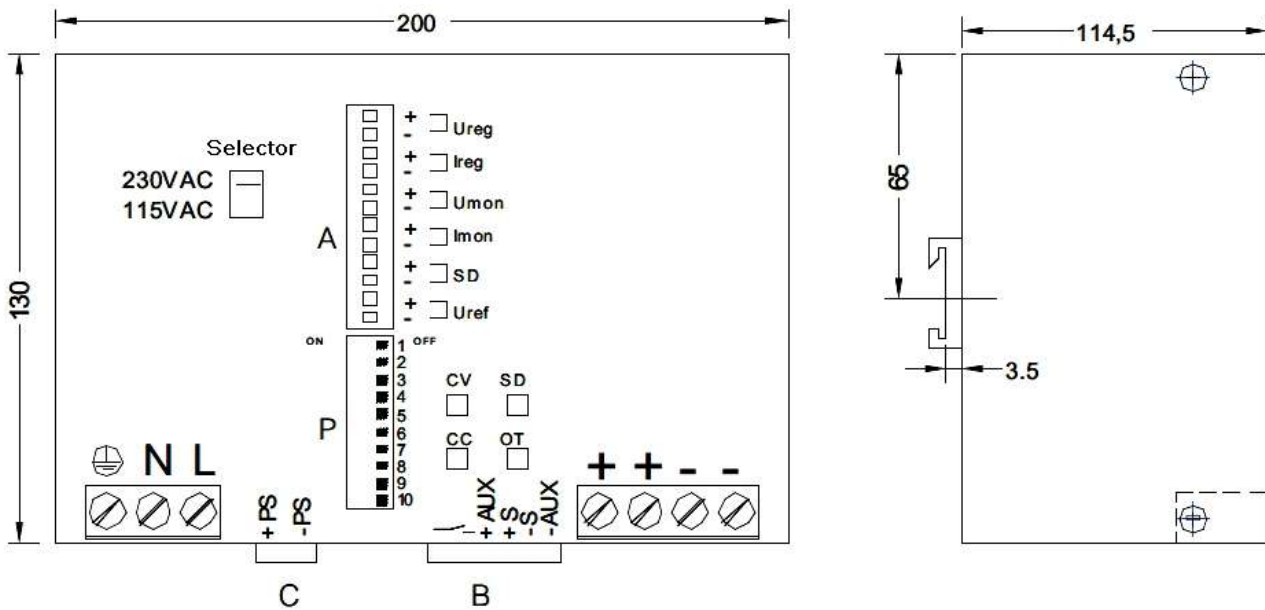 200
114,5
130
65
3.5
Selector
230VAC
115VAC
A
+
- Ureg
+
- Ireg
+
- Umon
+
- Imon
+
- SD
+
- Uref
ON 1 OFF
2
3
4
5
6
7
8
9
10
P
CV SD
CC OT
N L
+ PS
-PS
+ AUX
+ S
-S
-AUX
+ + - -
C B